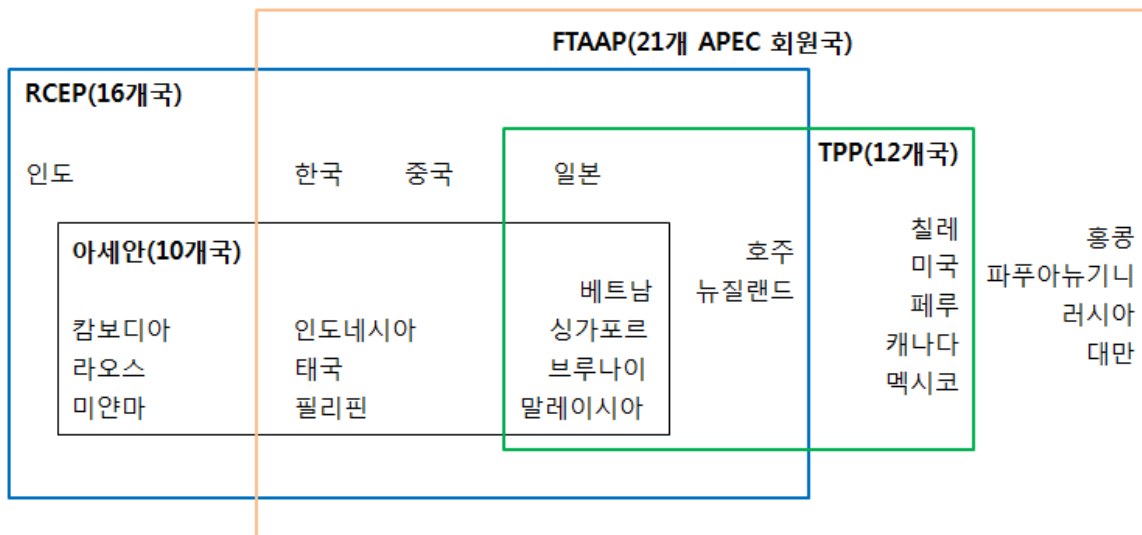 FTAAP(21개 APEC 회원국)
RCEP(16개국)
TPP(12개국)
인도 한국 중국 일본
아세안(10개국)
칠레
미국
페루
캐나다
멕시코
홍콩
파푸아뉴기니
러시아
대만
호주
뉴질랜드
베트남
캄보디아 인도네시아 싱가포르
라오스 태국 브루나이
미얀마 필리핀 말레이시아